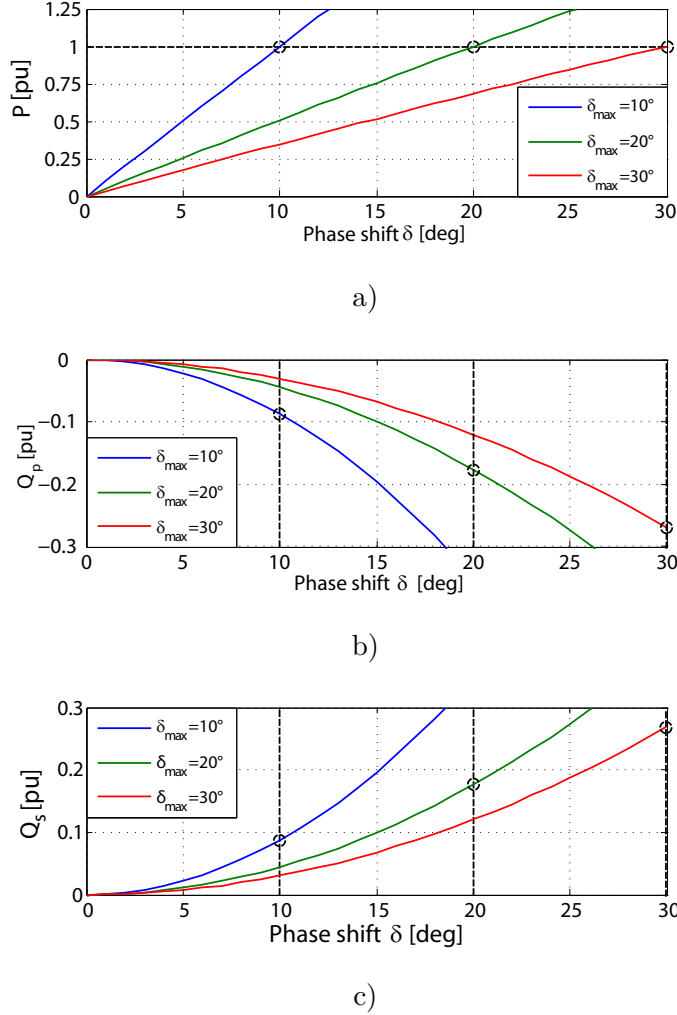 1.25
1
0.75
0.5
0.25
0
P [pu]
δmax=10°
δmax=20°
δmax=30°
0 5 10 15 20 25 30
Phase shift δ [deg]
a)
0
−0.1
−0.2
−0.3
Qp [pu]
δmax=10°
δmax=20°
δmax=30°
0 5 10 15 20 25 30
Phase shift δ [deg]
b)
0.3
0.2
0.1
0
Qs [pu]
δmax=10°
δmax=20°
δmax=30°
0 5 10 15 20 25 30
Phase shift δ [deg]
c)